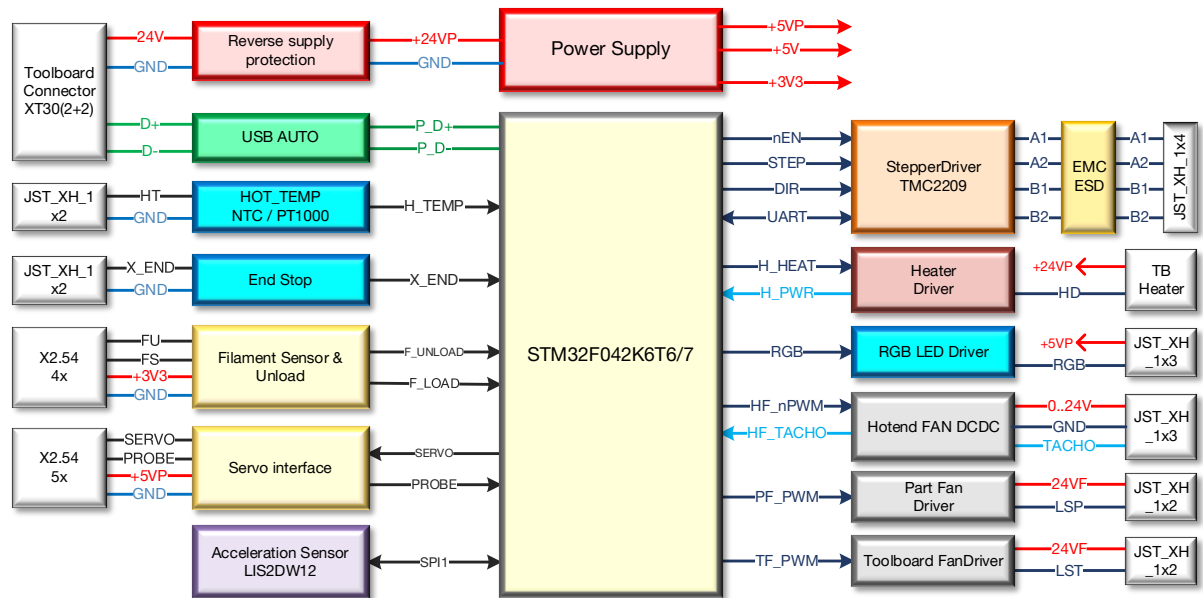 Toolboard
Connector
XT30(2+2)
24V
GND
D+
D-
Reverse supply
protection
+24VP
GND
Power Supply
+5VP
+5V
+3V3
USB AUTO
P_D+
P_D-
JST_XH_1
x2
HT
GND
HOT_TEMP
NTC / PT1000
H_TEMP
JST_XH_1
x2
X_END
GND
End Stop
X_END
X2.54
4x
FU
FS
+3V3
GND
Filament Sensor &
Unload
F_UNLOAD
F_LOAD
X2.54
5x
SERVO
PROBE
+5VP
GND
Servo interface
SERVO
PROBE
Acceleration Sensor
LIS2DW12
SPI1
STM32F042K6T6/7
nEN
STEP
DIR
UART
StepperDriver
TMC2209
A1
A2
B1
B2
EMC
ESD
A1
A2
B1
B2
JST_XH_1x4
H_HEAT
H_PWR
Heater
Driver
+24VP
HD
TB
Heater
RGB
RGB LED Driver
+5VP
RGB
JST_XH
_1x3
HF_nPWM
HF_TACHO
Hotend FAN DCDC
0..24V
GND
TACHO
JST_XH
_1x3
PF_PWM
Part Fan
Driver
24VF
LSP
JST_XH
_1x2
TF_PWM
Toolboard FanDriver
24VF
LST
JST_XH
_1x2